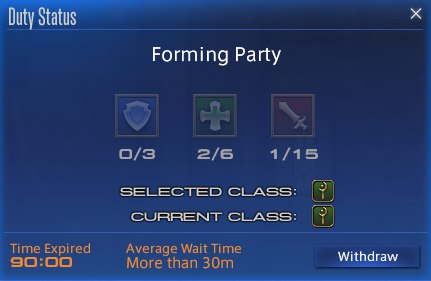 Duty Status
Forming Party
0/3 2/6 1/15
SELECTED CLASS:
CURRENT CLASS:
Time Expired
90:00
Average Wait Time
More than 30m
Withdraw